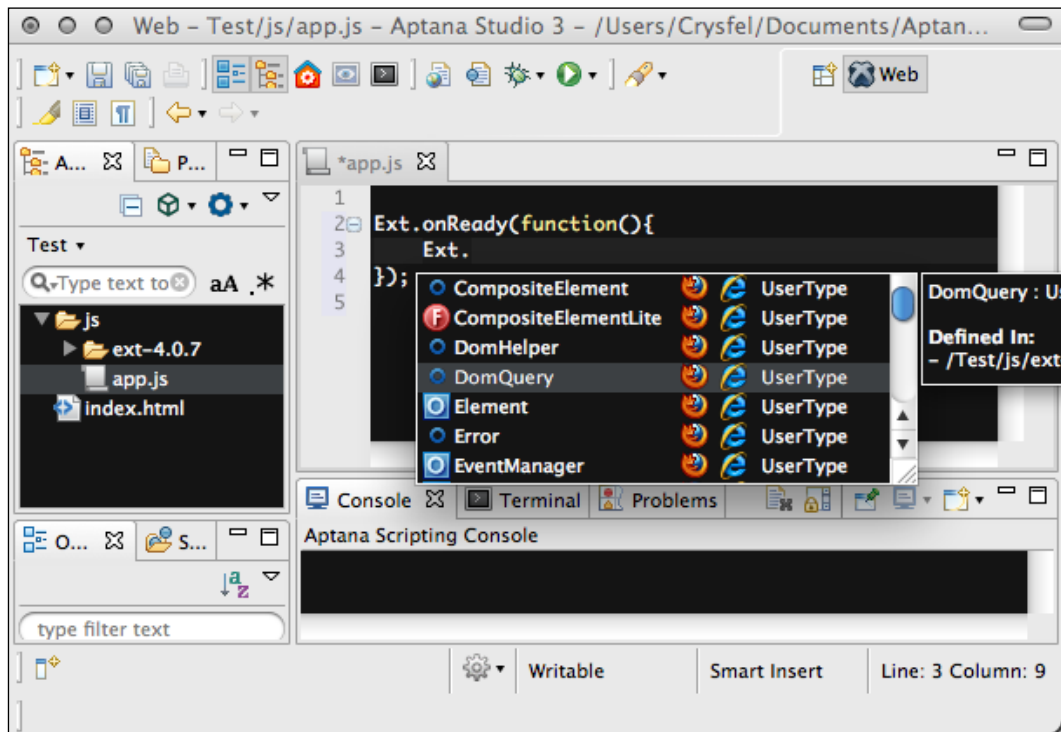 Web – Test/js/app.js – Aptana Studio 3 – /Users/Crysfel/Documents/Aptan...
Web
A...
P...
*app.js
Test
Type text to
aA .*
js
ext-4.0.7
app.js
index.html
1
2 Ext.onReady(function(){
3 Ext.
4 });
5
CompositeElement UserType
CompositeElementLite UserType
DomHelper UserType
DomQuery UserType
Element UserType
Error UserType
EventManager UserType
DomQuery : Us
Defined In:
– /Test/js/ext
O...
S...
type filter text
Console
Terminal
Problems
Aptana Scripting Console
Writable
Smart Insert
Line: 3 Column: 9